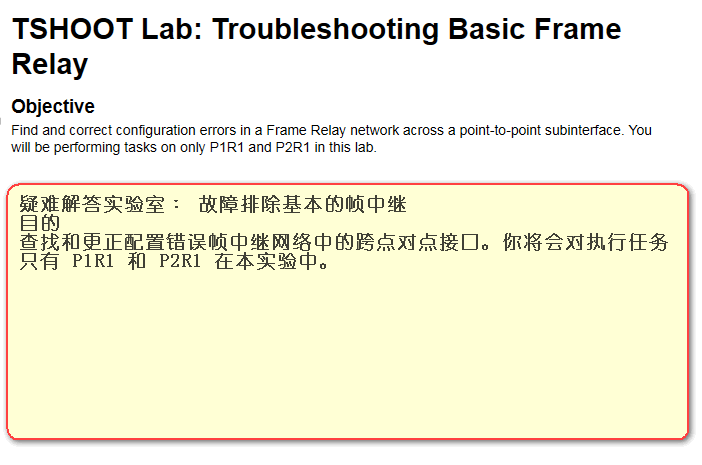 TSHOOT Lab: Troubleshooting Basic Frame
Relay
Objective
Find and correct configuration errors in a Frame Relay network across a point-to-point subinterface. You
will be performing tasks on only P1R1 and P2R1 in this lab.
疑难解答实验室： 故障排除基本的帧中继
目的
查找和更正配置错误帧中继网络中的跨点对点接口。你将会对执行任务
只有 P1R1 和 P2R1 在本实验中。